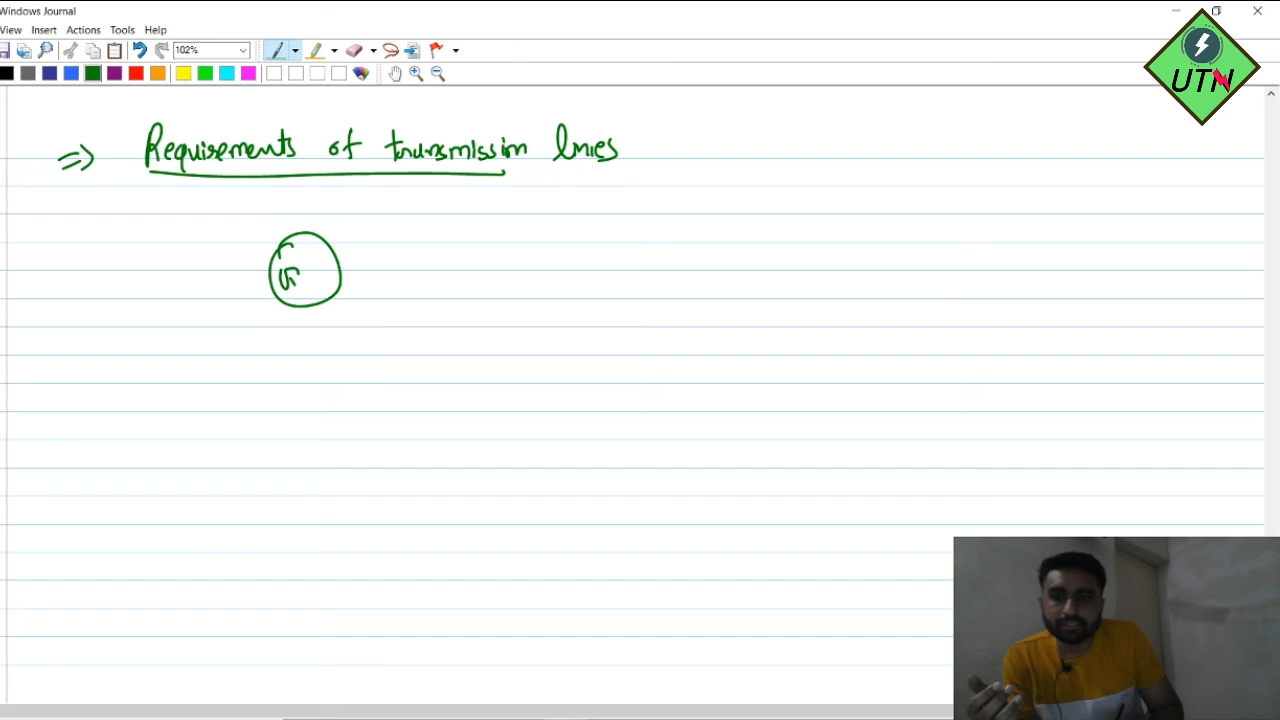 Windows Journal
View Insert Actions Tools Help
102%
UTN
⇒ Requirements of transmission lines
G